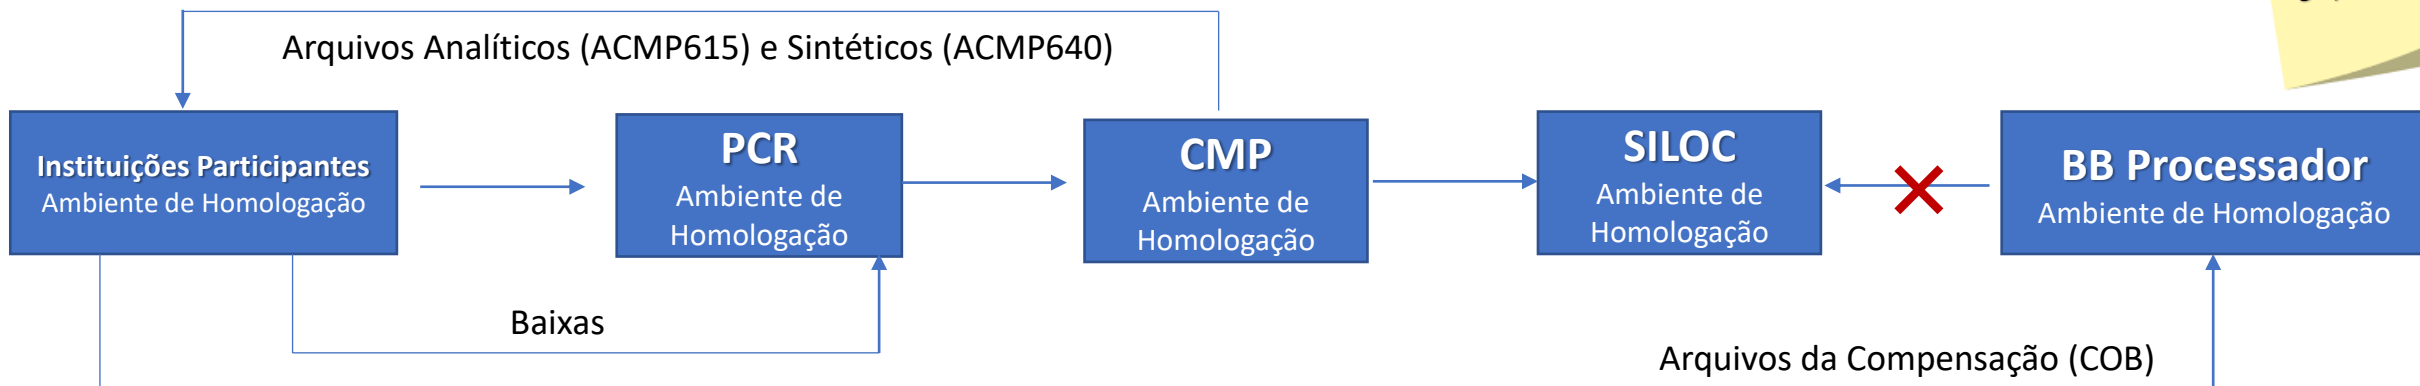 Arquivos Analíticos (ACMP615) e Sintéticos (ACMP640)
Instituições Participantes
Ambiente de Homologação
PCR
Ambiente de
Homologação
CMP
Ambiente de
Homologação
SILOC
Ambiente de
Homologação
BB Processador
Ambiente de Homologação
Baixas
Arquivos da Compensação (COB)